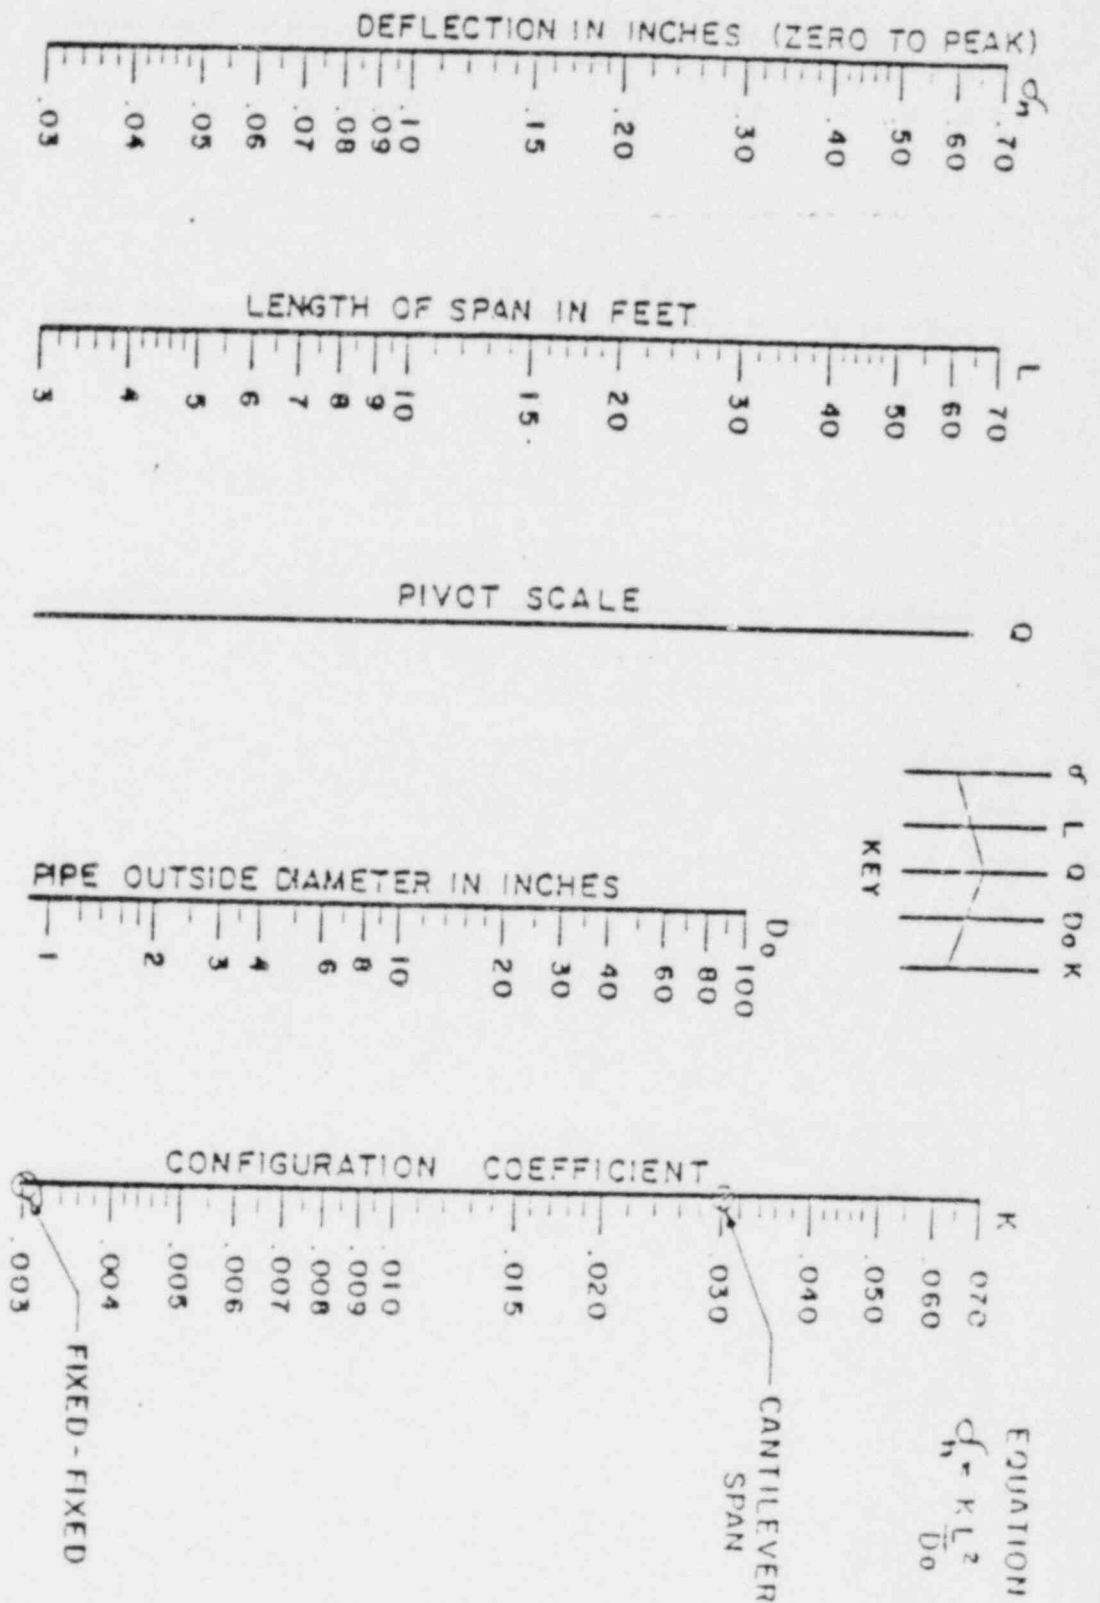 DEFLECTION IN INCHES (ZERO TO PEAK)
.03 .04 .05 .06 .07 .08 .09 .10 .15 .20 .30 .40 .50 .60 .70
LENGTH OF SPAN IN FEET
L
3 4 5 6 7 8 9 10 15 20 30 40 50 60 70
PIVOT SCALE
Q
L Q Do K
KEY
PIPE OUTSIDE DIAMETER IN INCHES
Do
1 2 3 4 6 8 10 20 30 40 60 80 100
CONFIGURATION COEFFICIENT
K
.003 .004 .005 .006 .007 .008 .009 .010 .015 .020 .030 .040 .050 .060 .070
FIXED-FIXED
CANTILEVER
SPAN
EQUATION
= K L²
Do